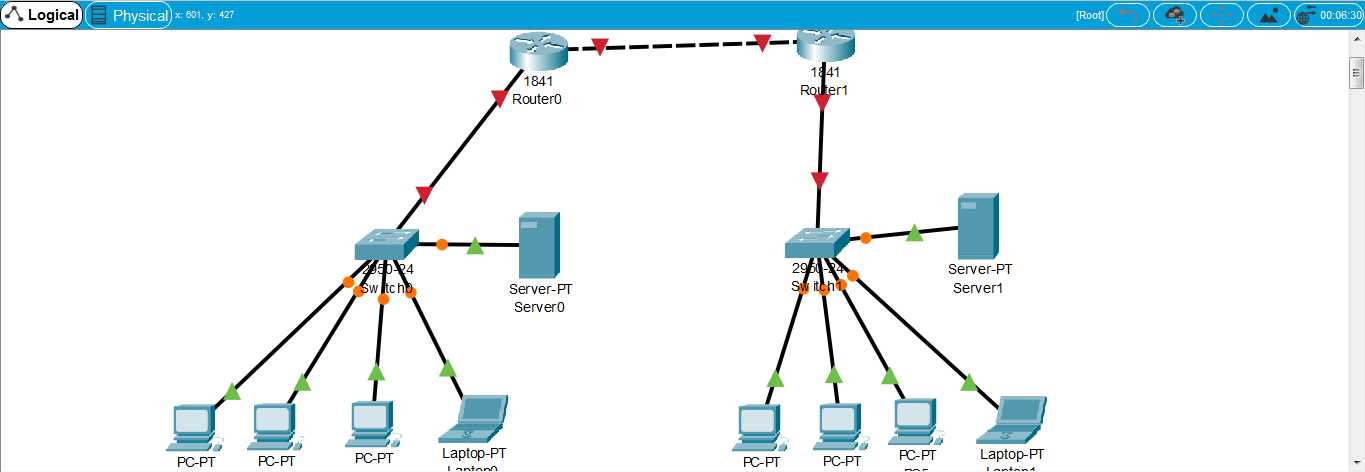 Logical
Physical
x: 601, y: 427
[Root]
00:06:30
1841
Router0
1841
Router1
2950-24
Switch0
Server-PT
Server0
2950-24
Switch1
Server-PT
Server1
PC-PT
PC-PT
PC-PT
Laptop-PT
Laptop0
PC-PT
PC-PT
PC-PT
Laptop-PT
Laptop1